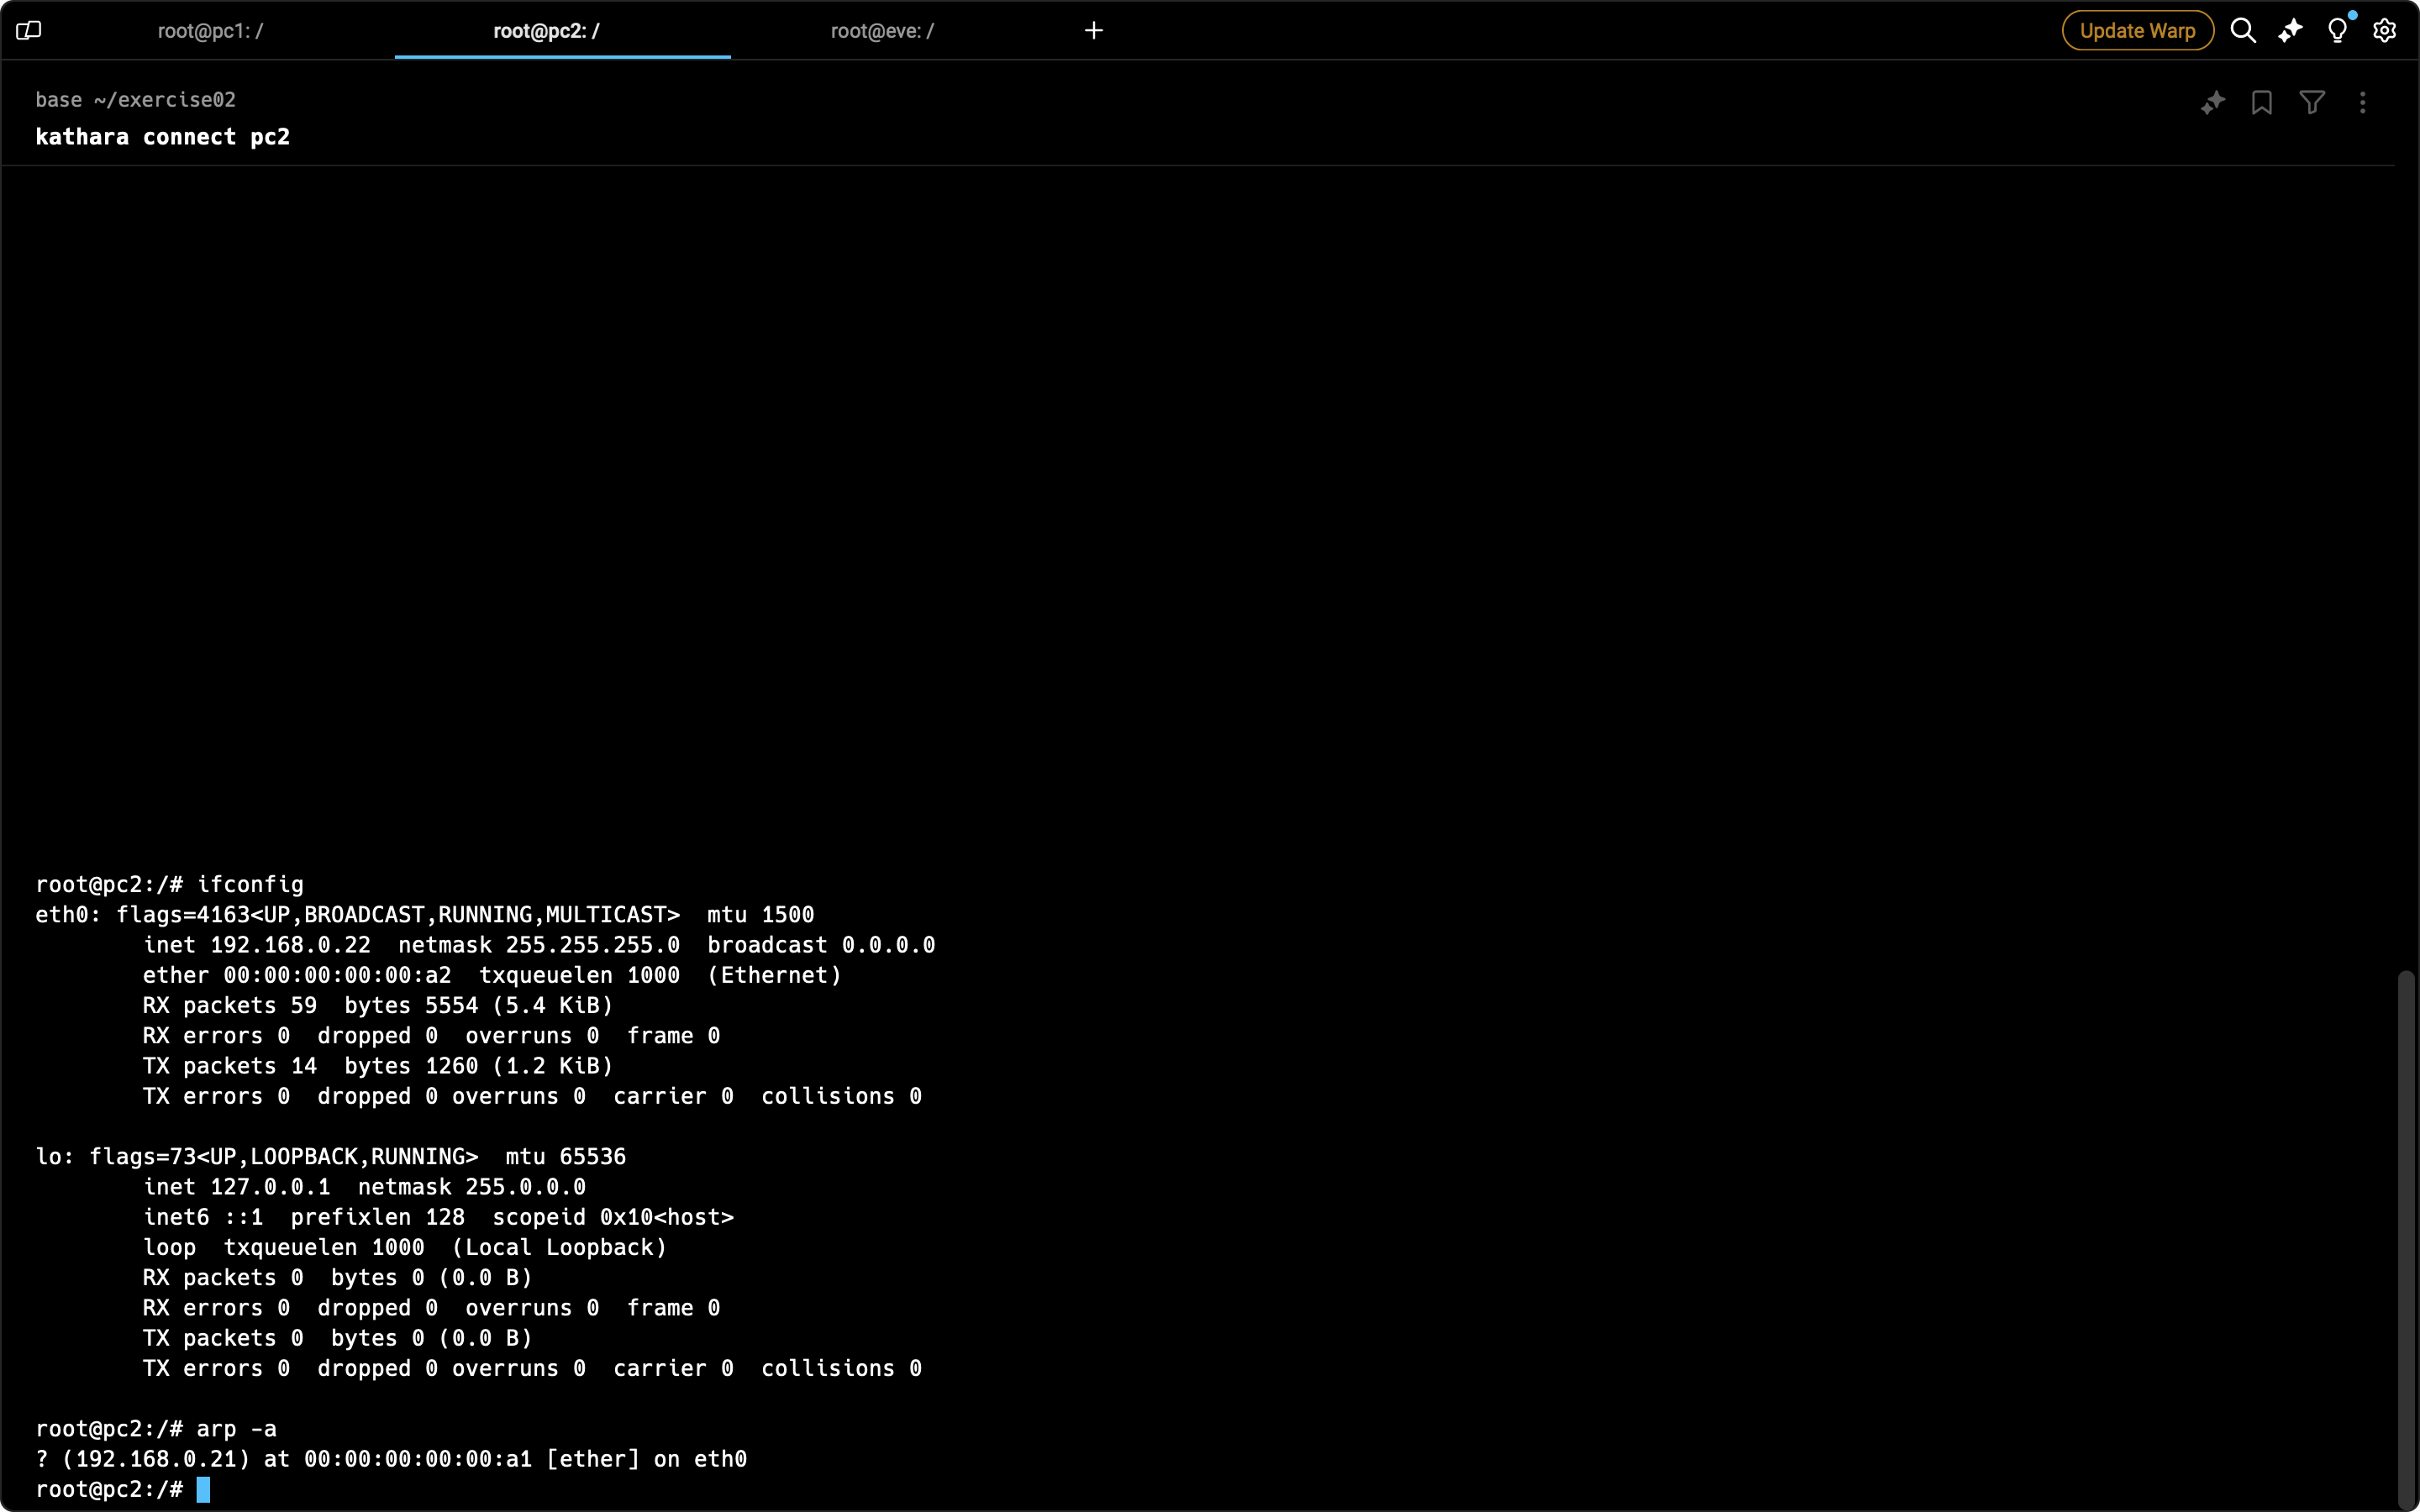 root@pc1: /
root@pc2: /
root@eve: /
Update Warp
base ~/exercise02
kathara connect pc2
root@pc2:/# ifconfig
eth0: flags=4163<UP,BROADCAST,RUNNING,MULTICAST>  mtu 1500
        inet 192.168.0.22  netmask 255.255.255.0  broadcast 0.0.0.0
        ether 00:00:00:00:00:a2  txqueuelen 1000  (Ethernet)
        RX packets 59  bytes 5554 (5.4 KiB)
        RX errors 0  dropped 0  overruns 0  frame 0
        TX packets 14  bytes 1260 (1.2 KiB)
        TX errors 0  dropped 0 overruns 0  carrier 0  collisions 0
lo: flags=73<UP,LOOPBACK,RUNNING>  mtu 65536
        inet 127.0.0.1  netmask 255.0.0.0
        inet6 ::1  prefixlen 128  scopeid 0x10<host>
        loop  txqueuelen 1000  (Local Loopback)
        RX packets 0  bytes 0 (0.0 B)
        RX errors 0  dropped 0  overruns 0  frame 0
        TX packets 0  bytes 0 (0.0 B)
        TX errors 0  dropped 0 overruns 0  carrier 0  collisions 0
root@pc2:/# arp -a
? (192.168.0.21) at 00:00:00:00:00:a1 [ether] on eth0
root@pc2:/#